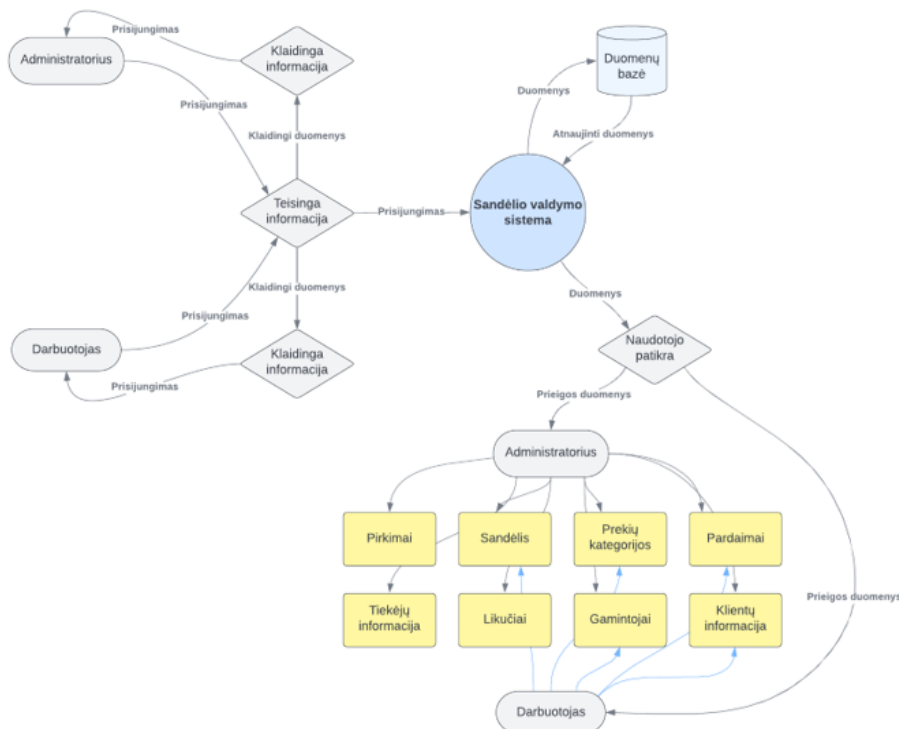 Prisijungimas
Administratorius
Klaidinga
informacija
Prisijungimas
Klaidingi duomenys
Teisinga
informacija
Prisijungimas
Klaidingi duomenys
Prisijungimas
Darbuotojas
Klaidinga
informacija
Prisijungimas
Duomenų
bazė
Duomenys
Atnaujinti duomenys
Sandėlio valdymo
sistema
Duomenys
Naudotojo
patikra
Prieigos duomenys
Administratorius
Pirkimai
Sandėlis
Prekių
kategorijos
Pardaimai
Tiekėjų
informacija
Likučiai
Gamintojai
Klientų
informacija
Prieigos duomenys
Darbuotojas